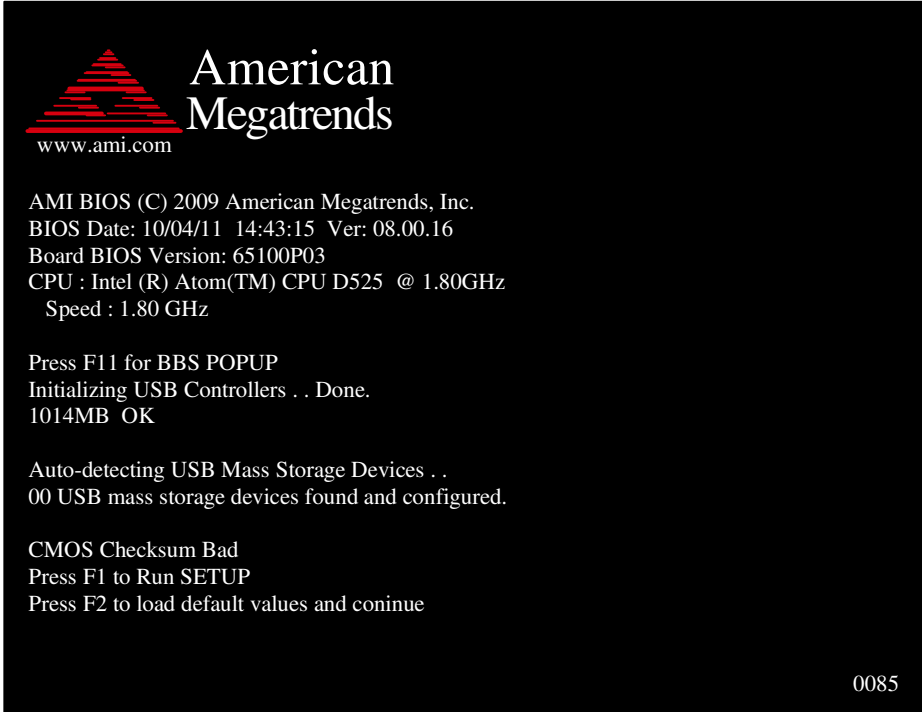 American
Megatrends
www.ami.com
AMI BIOS (C) 2009 American Megatrends, Inc.
BIOS Date: 10/04/11 14:43:15 Ver: 08.00.16
Board BIOS Version: 65100P03
CPU : Intel (R) Atom(TM) CPU D525 @ 1.80GHz
Speed : 1.80 GHz
Press F11 for BBS POPUP
Initializing USB Controllers . . Done.
1014MB OK
Auto-detecting USB Mass Storage Devices . .
00 USB mass storage devices found and configured.
CMOS Checksum Bad
Press F1 to Run SETUP
Press F2 to load default values and coninue
0085